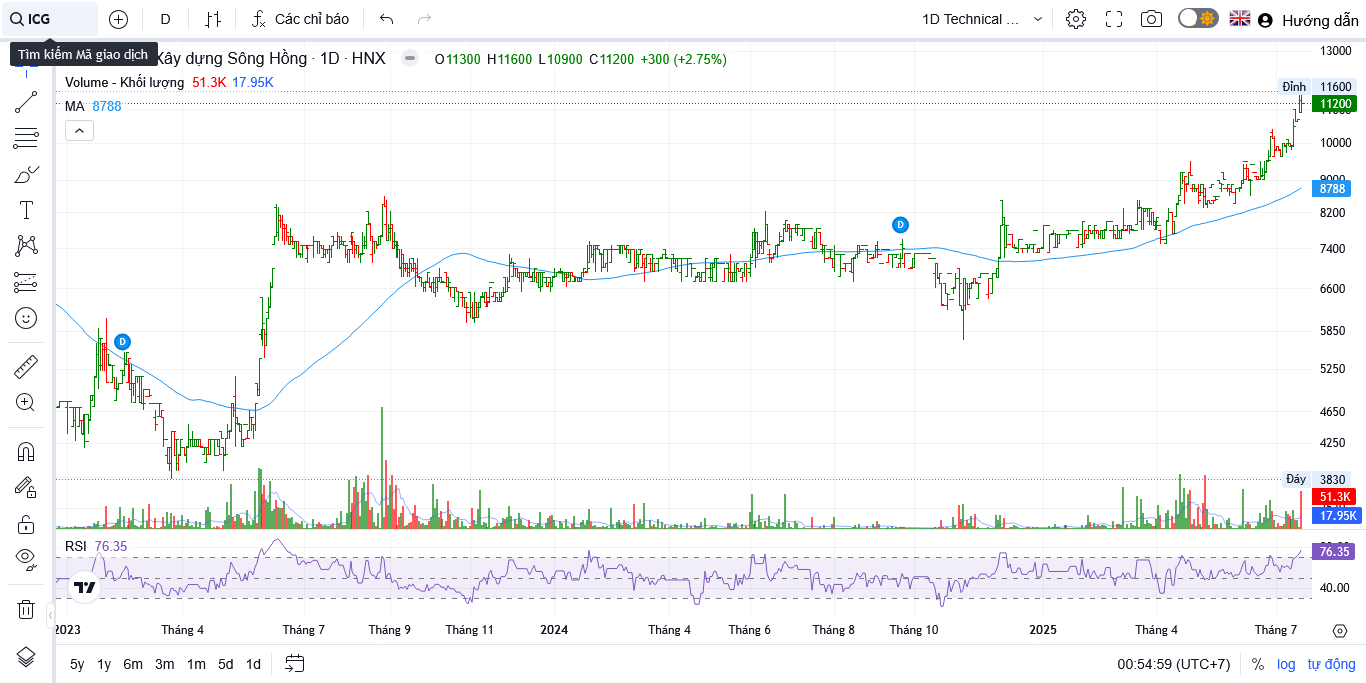 ICG
D
Các chỉ báo
1D Technical ...
Hướng dẫn
Tìm kiếm Mã giao dịch
Xây dựng Sông Hồng · 1D · HNX
O11300 H11600 L10900 C11200 +300 (+2.75%)
Volume - Khối lượng 51.3K 17.95K
MA 8788
13000
Đỉnh 11600
11200
10000
9000
8788
8200
7400
6600
5850
5250
4650
4250
Đáy 3830
51.3K
17.95K
D
D
RSI 76.35
76.35
40.00
2023
Tháng 4
Tháng 7
Tháng 9
Tháng 11
2024
Tháng 4
Tháng 6
Tháng 8
Tháng 10
2025
Tháng 4
Tháng 7
5y 1y 6m 3m 1m 5d 1d
00:54:59 (UTC+7)
% log tự động